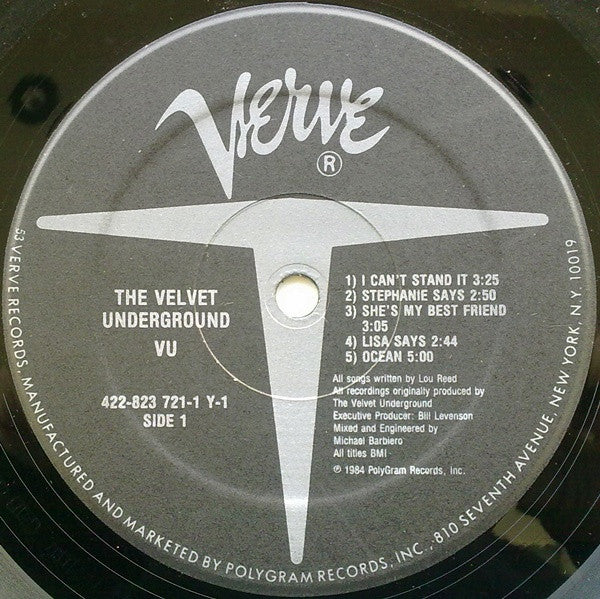 Verve
®
THE VELVET
UNDERGROUND
VU
422-823 721-1 Y-1
SIDE 1
1) I CAN'T STAND IT 3:25
2) STEPHANIE SAYS 2:50
3) SHE'S MY BEST FRIEND
3:05
4) LISA SAYS 2:44
5) OCEAN 5:00
All songs written by Lou Reed
All recordings originally produced by
The Velvet Underground
Executive Producer: Bill Levenson
Mixed and Engineered by
Michael Barbiero
All titles BMI
℗ 1984 PolyGram Records, Inc.
VERVE RECORDS. MANUFACTURED AND MARKETED BY POLYGRAM RECORDS, INC., 810 SEVENTH AVENUE, NEW YORK, N.Y. 10019